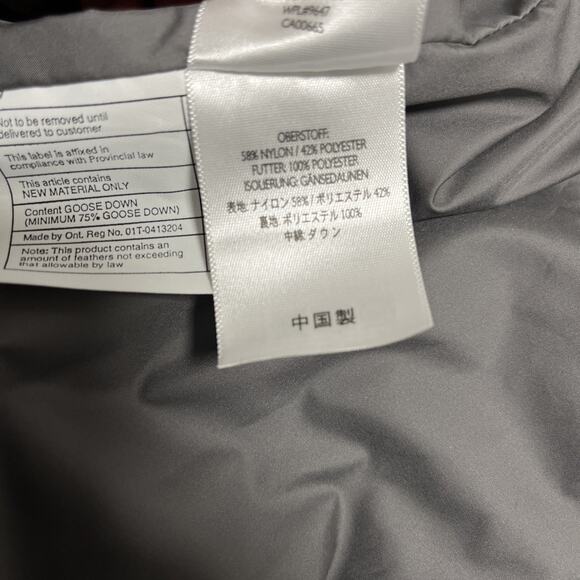 WPL#9647
CA00665
Not to be removed until
delivered to customer
This label is affixed in
compliance with Provincial law
This article contains
NEW MATERIAL ONLY
Content GOOSE DOWN
(MINIMUM 75% GOOSE DOWN)
Made by Ont. Reg No. 01T-0413204
Note: This product contains an
amount of feathers not exceeding
that allowable by law
OBERSTOFF:
58% NYLON / 42% POLYESTER
FUTTER: 100% POLYESTER
ISOLIERUNG: GÄNSEDAUNEN
表地: ナイロン 58% / ポリエステル 42%
裏地: ポリエステル 100%
中綿: ダウン
中国製